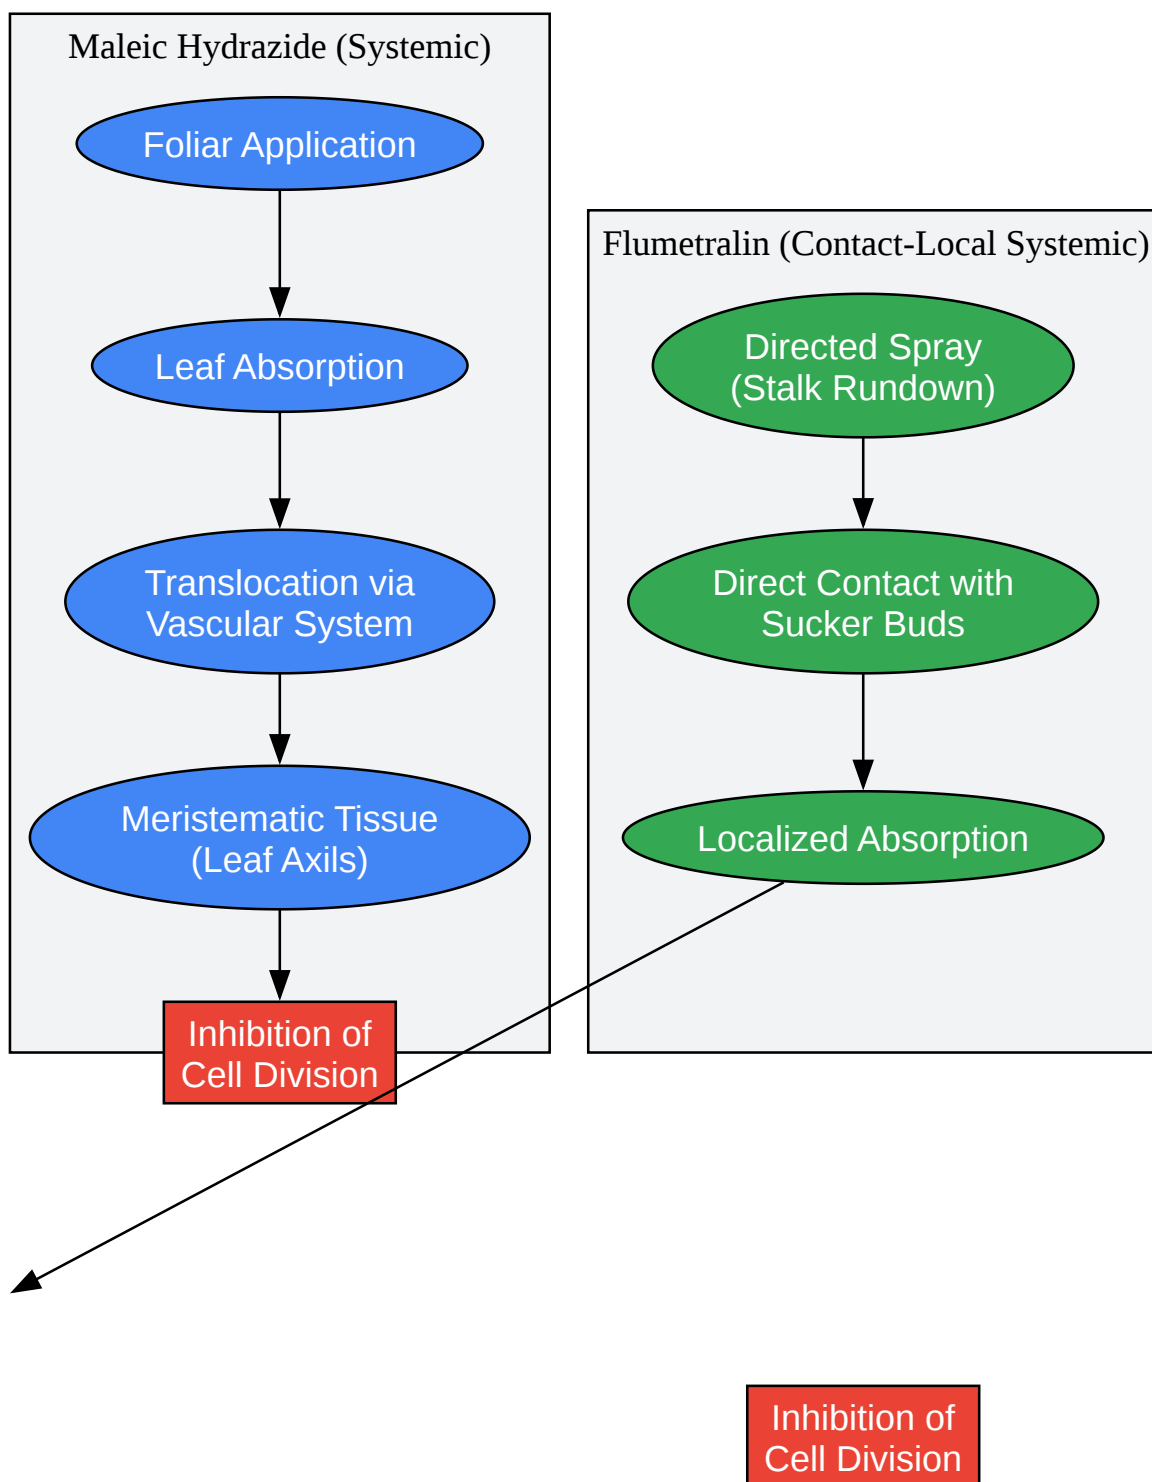 Maleic Hydrazide (Systemic)
Foliar Application
Leaf Absorption
Translocation via
Vascular System
Meristematic Tissue
(Leaf Axils)
Inhibition of
Cell Division
Flumetralin (Contact-Local Systemic)
Directed Spray
(Stalk Rundown)
Direct Contact with
Sucker Buds
Localized Absorption
Inhibition of
Cell Division